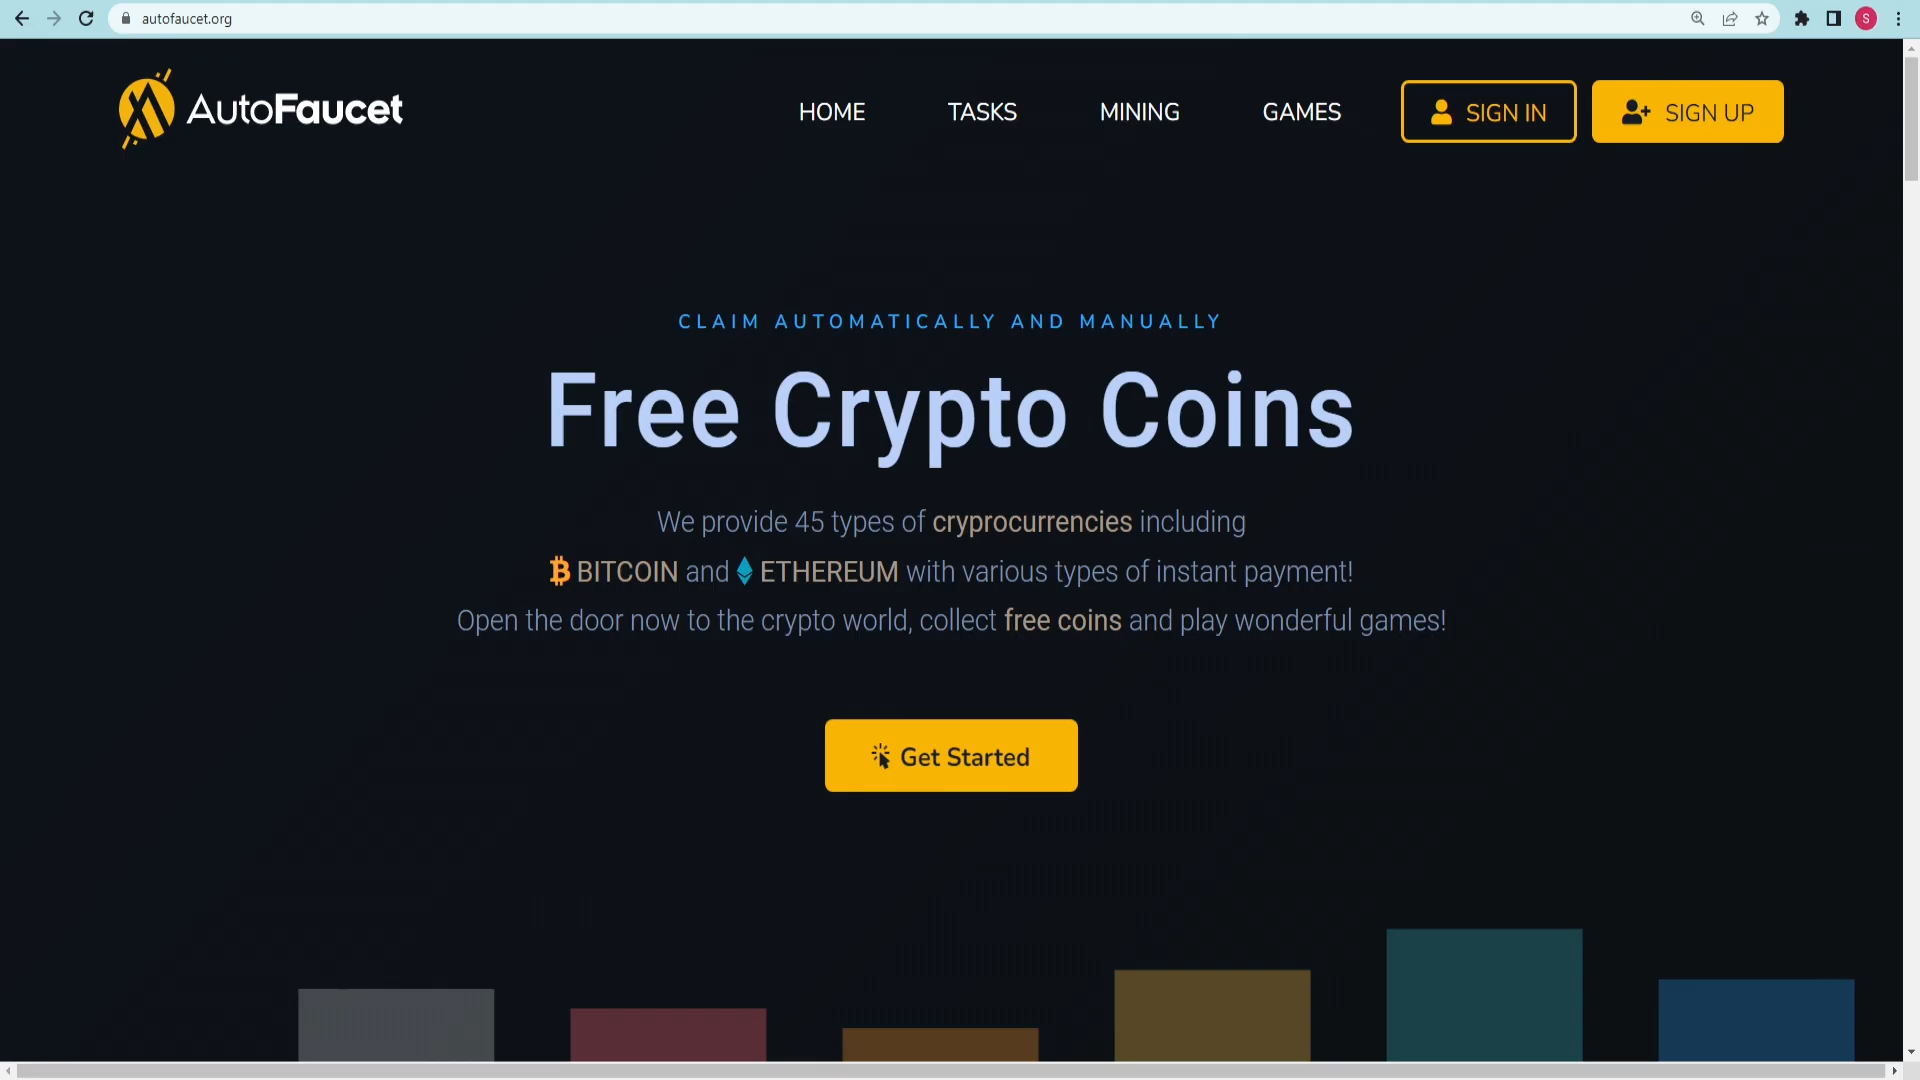 autofaucet.org
S
AutoFaucet
HOME
TASKS
MINING
GAMES
SIGN IN
SIGN UP
CLAIM AUTOMATICALLY AND MANUALLY
Free Crypto Coins
We provide 45 types of cryprocurrencies including
BITCOIN and ETHEREUM with various types of instant payment!
Open the door now to the crypto world, collect free coins and play wonderful games!
Get Started